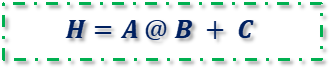 H = A @ B + C